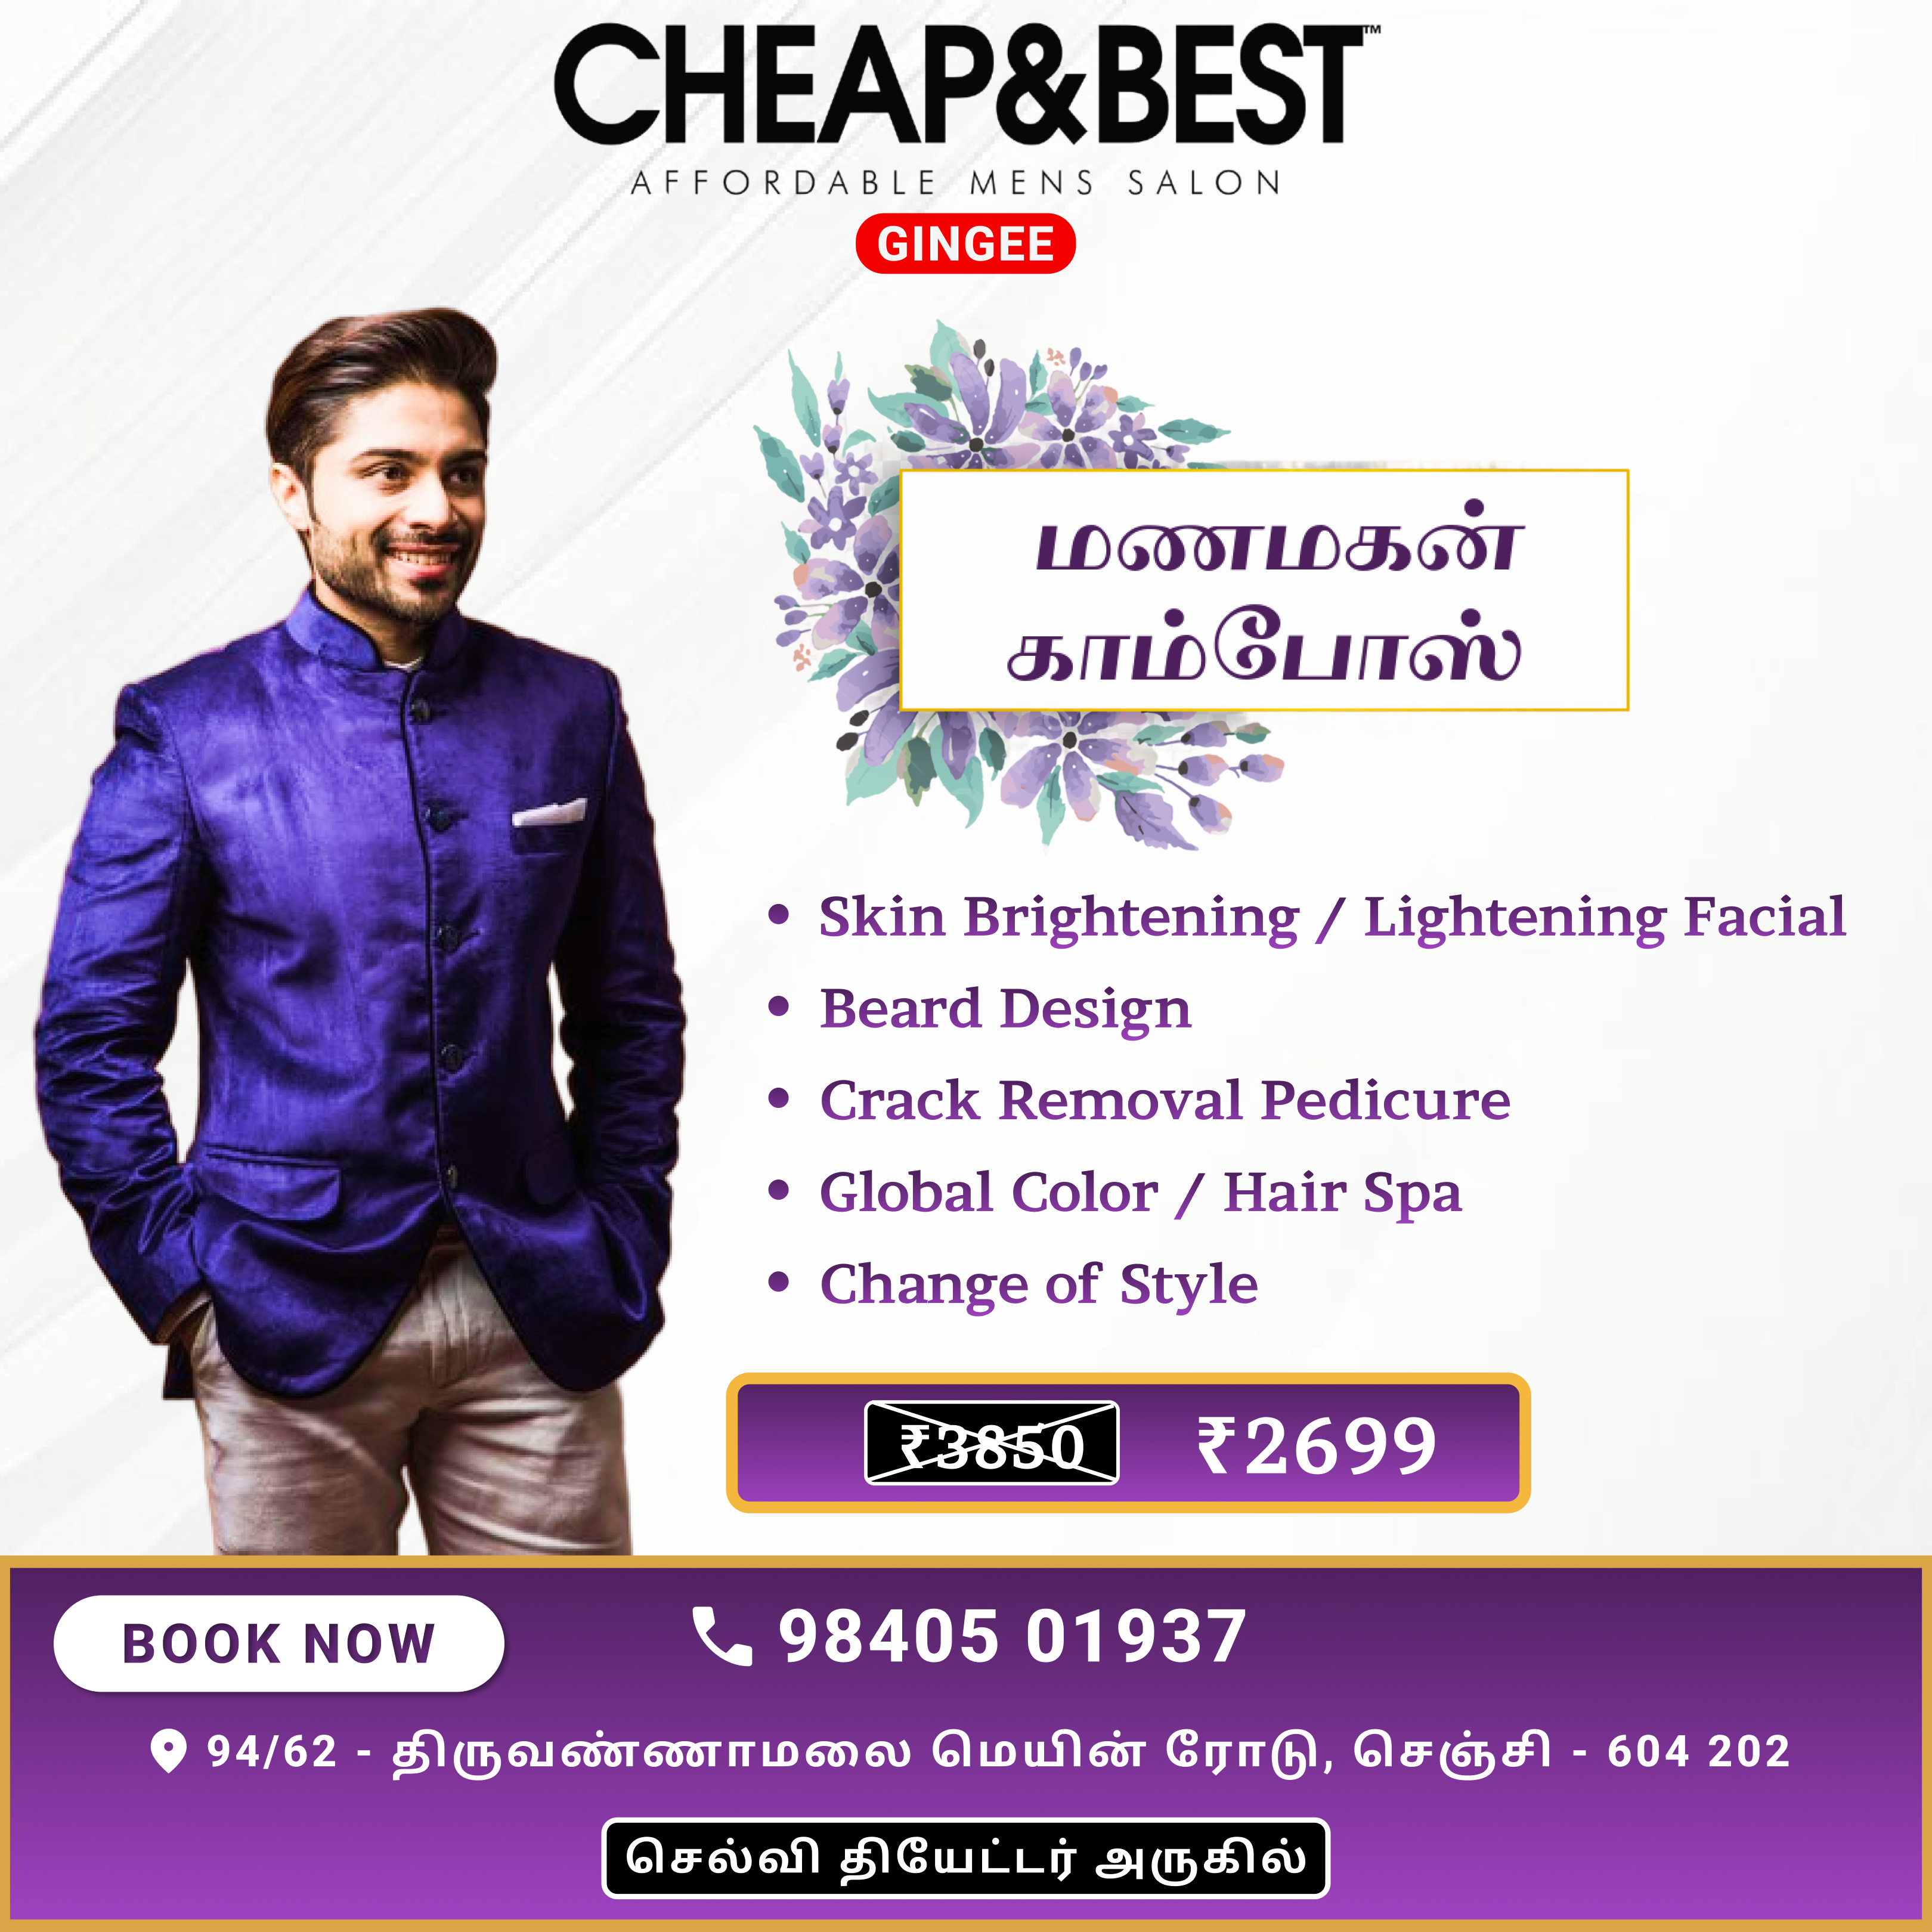 CHEAP&BEST™
AFFORDABLE MENS SALON
GINGEE
மணமகன்
காம்போஸ்
• Skin Brightening / Lightening Facial
• Beard Design
• Crack Removal Pedicure
• Global Color / Hair Spa
• Change of Style
₹3850 ₹2699
BOOK NOW 98405 01937
94/62 - திருவண்ணாமலை மெயின் ரோடு, செஞ்சி - 604 202
செல்வி தியேட்டர் அருகில்